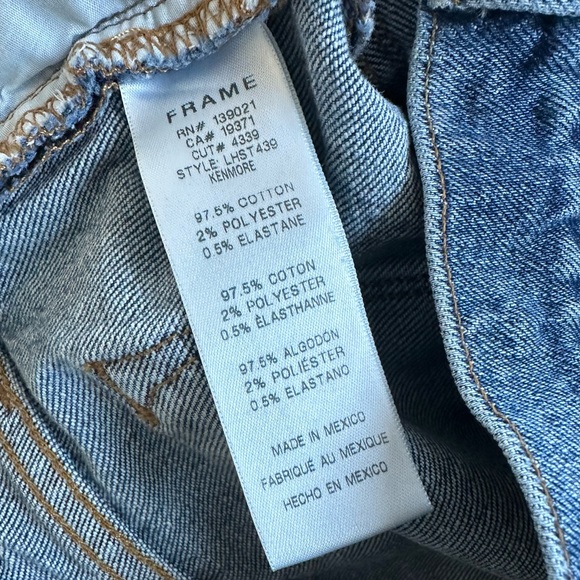 FRAME
RN# 139021
CA# 19371
CUT# 4339
STYLE: LHST439
KENMORE
97.5% COTTON
2% POLYESTER
0.5% ELASTANE
97.5% COTON
2% POLYESTER
0.5% ÉLASTHANNE
97.5% ALGODÓN
2% POLIÉSTER
0.5% ELASTANO
MADE IN MEXICO
FABRIQUE AU MEXIQUE
HECHO EN MEXICO